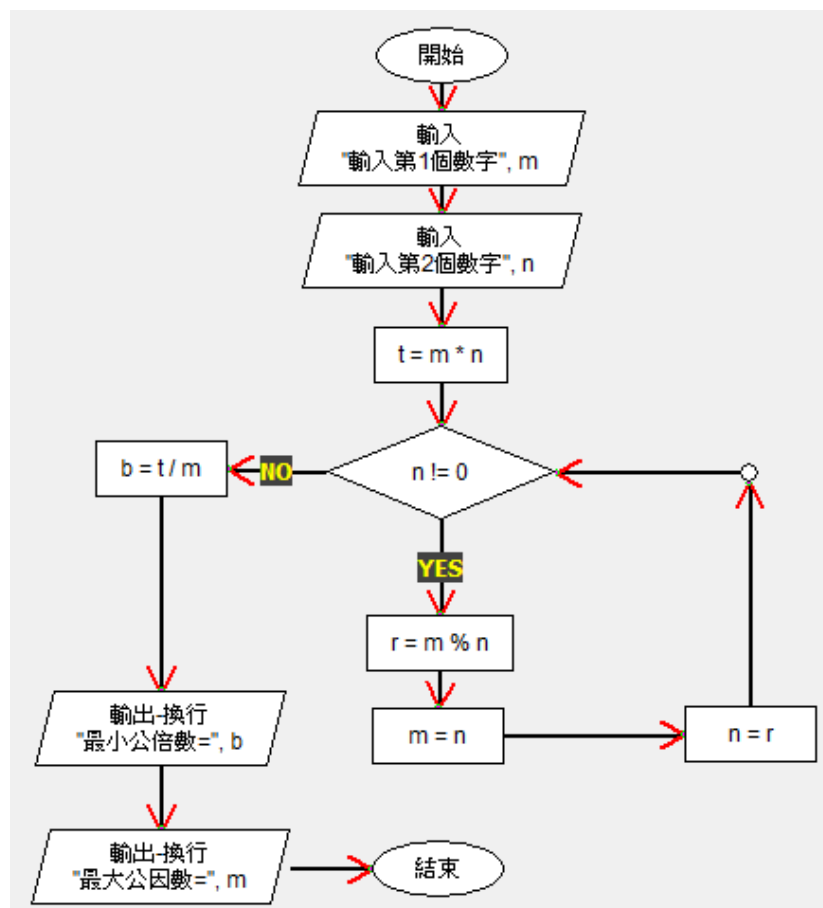 開始
輸入
"輸入第1個數字", m
輸入
"輸入第2個數字", n
t = m * n
n != 0
NO
b = t / m
YES
r = m % n
m = n
n = r
輸出-換行
"最小公倍數=", b
輸出-換行
"最大公因數=", m
結束